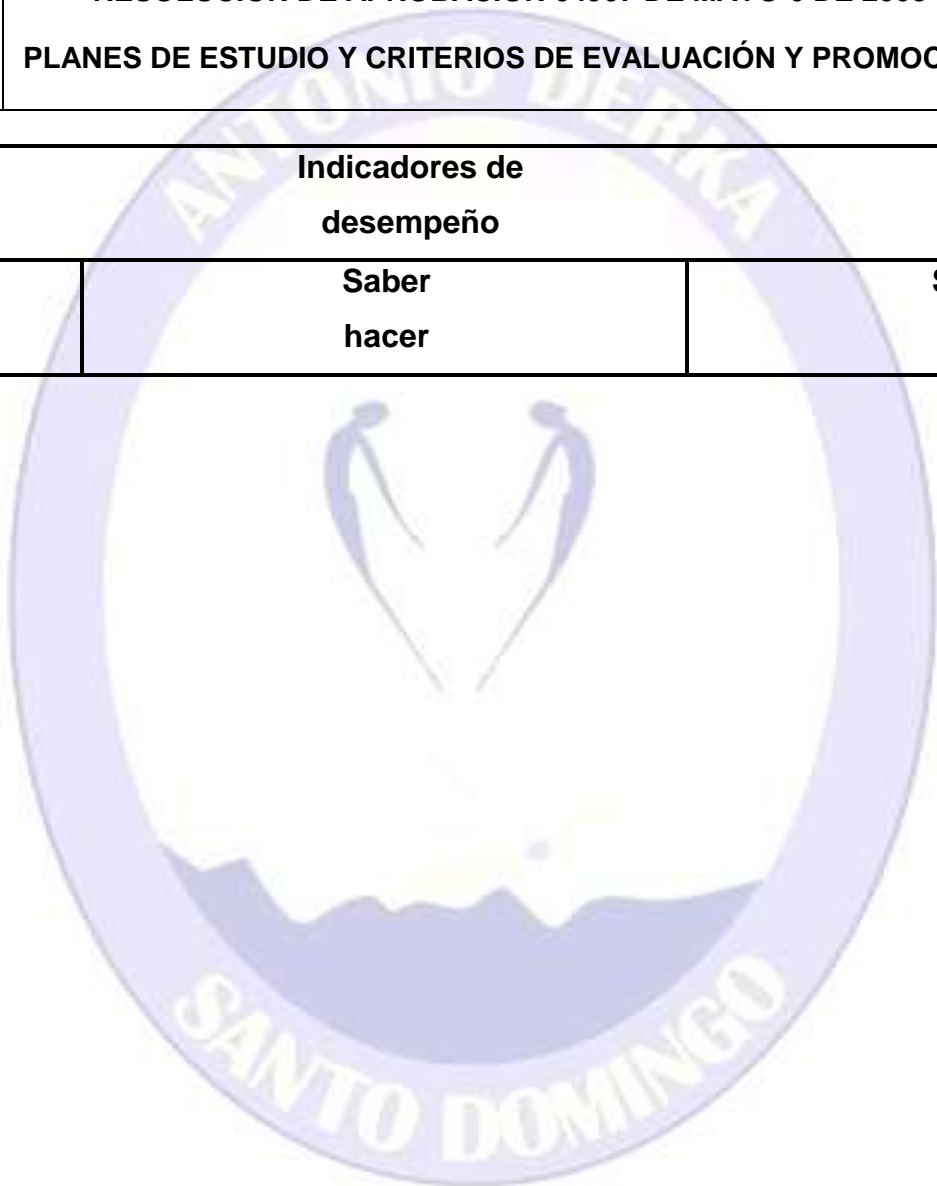 PLANES DE ESTUDIO Y CRITERIOS DE EVALUACIÓN Y PROMOC
Indicadores de
desempeño
Saber
hacer
ANTONIO DERKA
SANTO DOMINGO